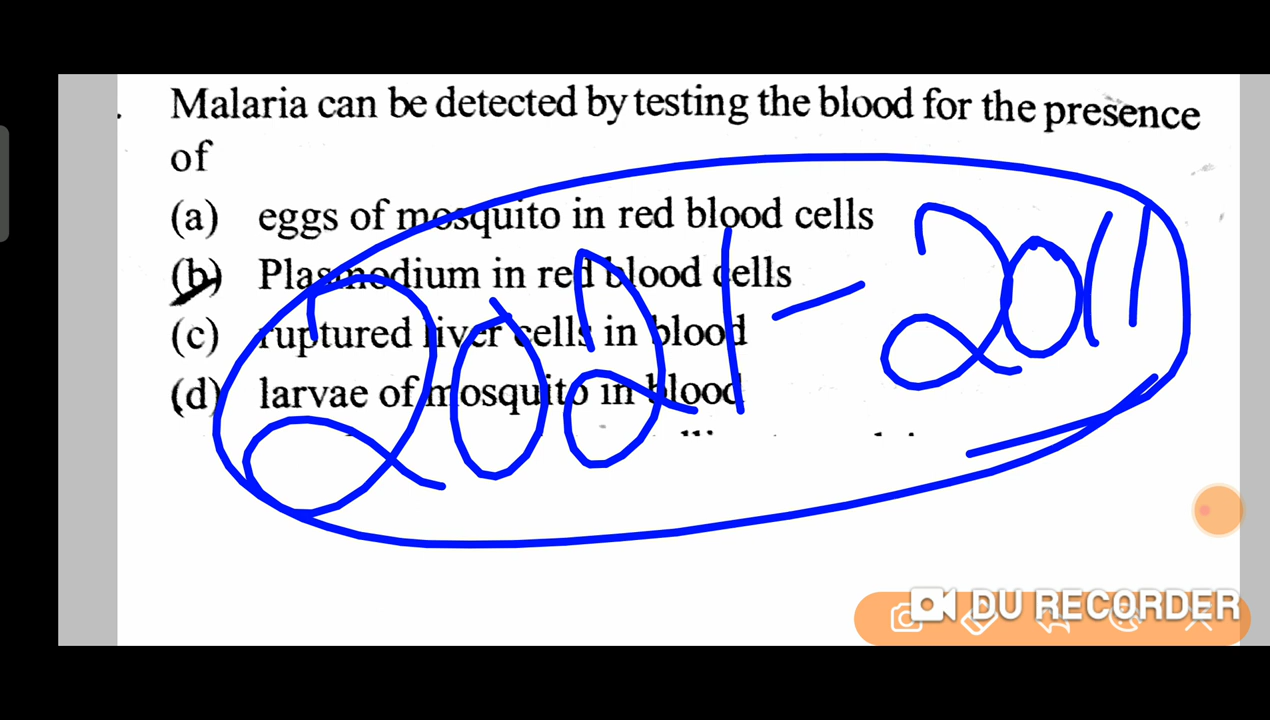 Malaria can be detected by testing the blood for the presence
of
(a) eggs of mosquito in red blood cells
(b) Plasmodium in red blood cells
(c) ruptured liver cells in blood
(d) larvae of mosquito in blood
2021 - 2011
DU RECORDER